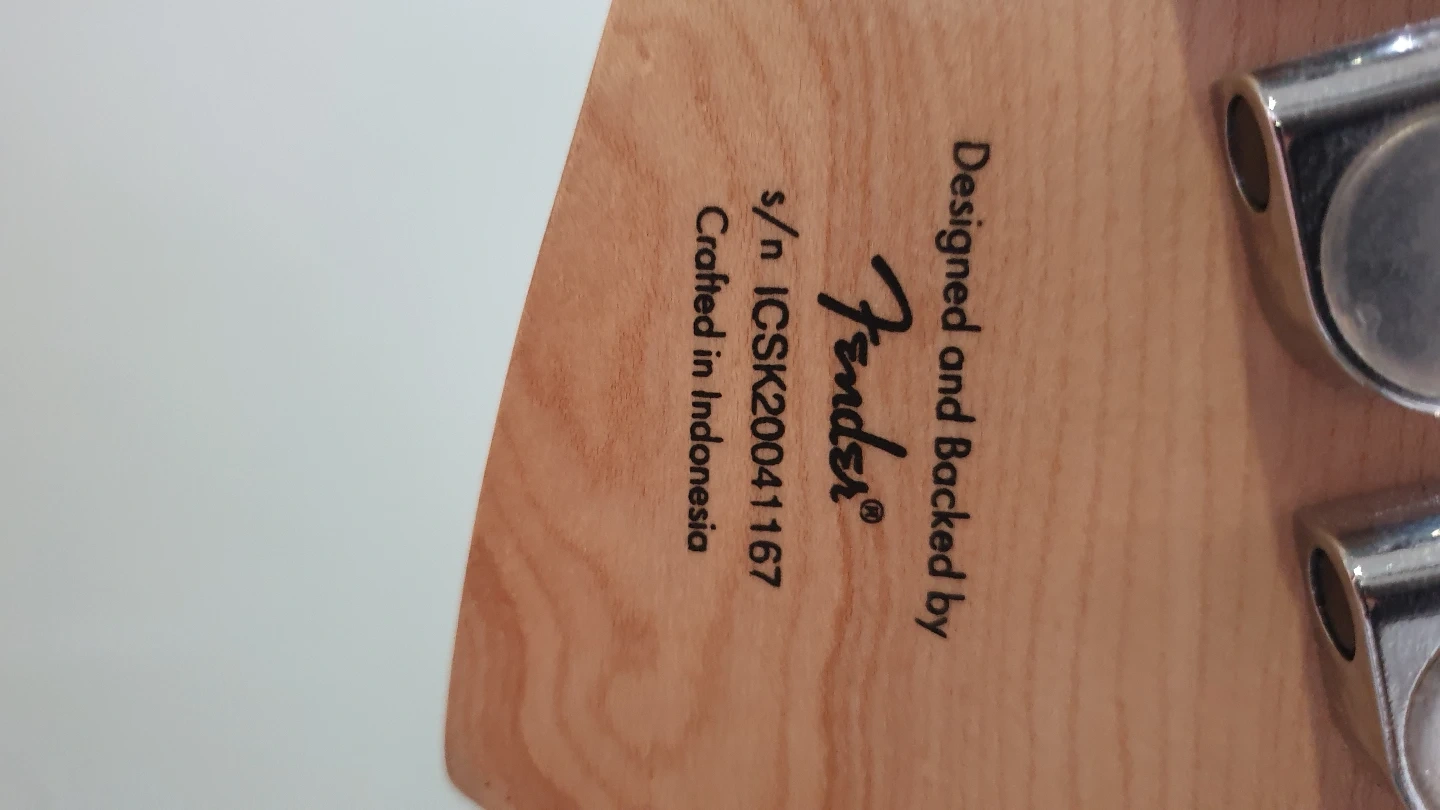 Designed and Backed by
Fender®
s/n ICSK20041167
Crafted in Indonesia